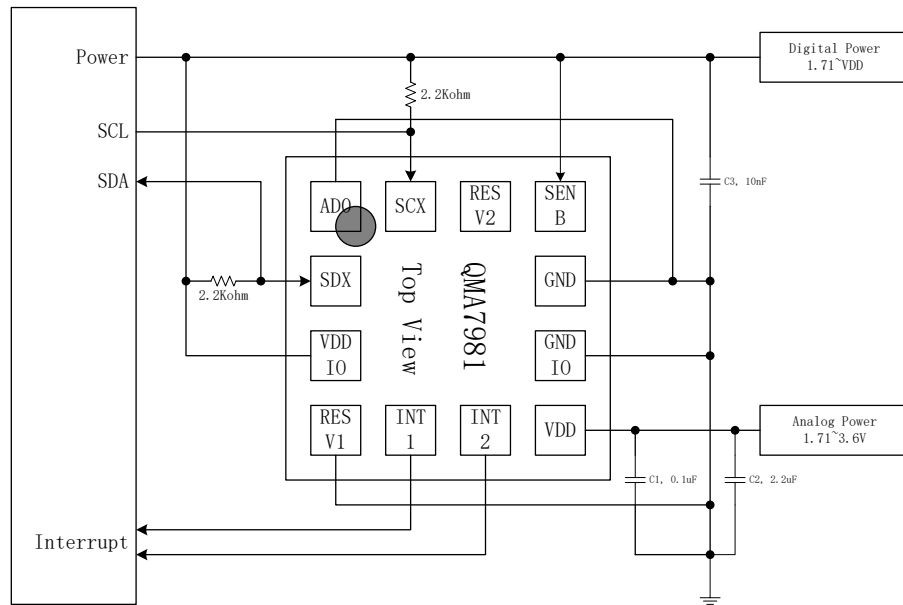 Power
Digital Power
1.71~VDD
2.2Kohm
SCL
SDA
C3, 10nF
AD0
SCX
RES
V2
SEN
B
2.2Kohm
SDX
Top View
QMA7981
GND
VDD
IO
GND
IO
RES
V1
INT
1
INT
2
VDD
Analog Power
1.71~3.6V
C1, 0.1uF
C2, 2.2uF
Interrupt